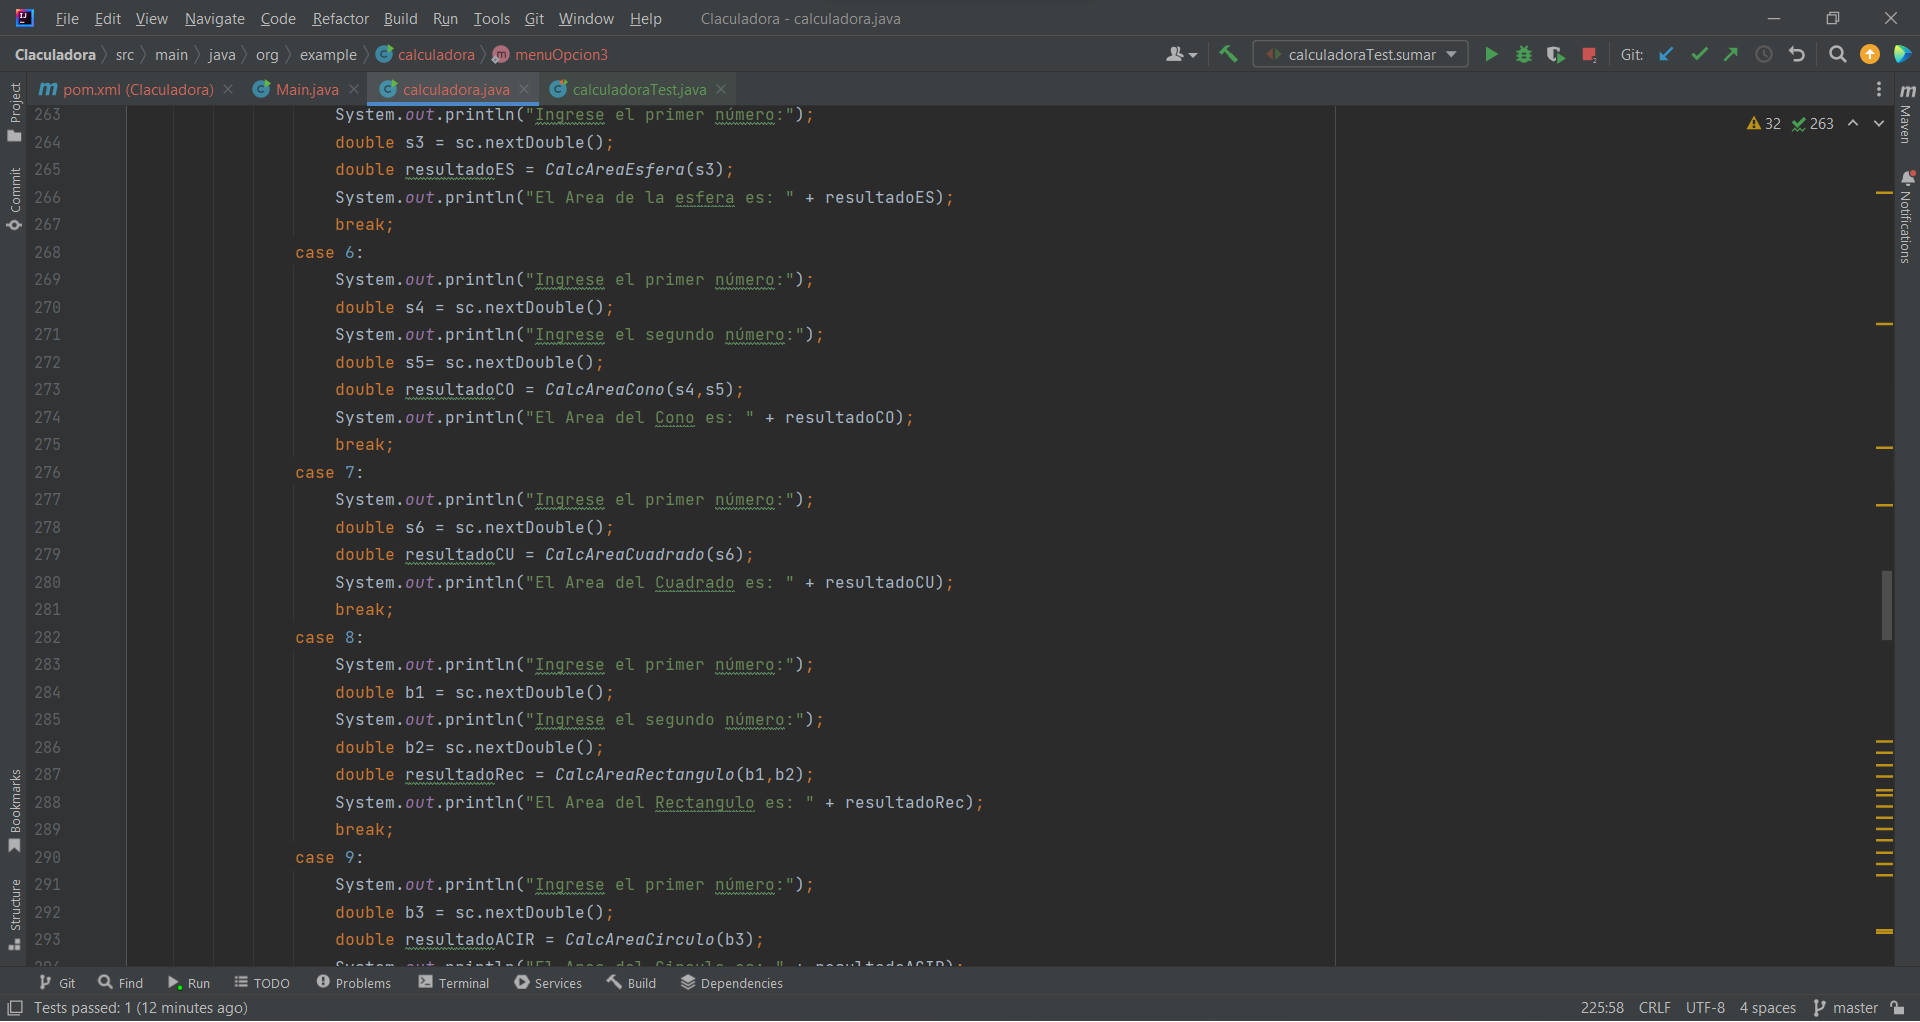 File Edit View Navigate Code Refactor Build Run Tools Git Window Help Claculadora - calculadora.java
Claculadora src main java org example calculadora menuOpcion3 calculadoraTest.sumar Git:
pom.xml (Claculadora) Main.java calculadora.java calculadoraTest.java
32 263
263 System.out.println("Ingrese el primer número:");
264 double s3 = sc.nextDouble();
265 double resultadoES = CalcAreaEsfera(s3);
266 System.out.println("El Area de la esfera es: " + resultadoES);
267 break;
268 case 6:
269 System.out.println("Ingrese el primer número:");
270 double s4 = sc.nextDouble();
271 System.out.println("Ingrese el segundo número:");
272 double s5= sc.nextDouble();
273 double resultadoCO = CalcAreaCono(s4,s5);
274 System.out.println("El Area del Cono es: " + resultadoCO);
275 break;
276 case 7:
277 System.out.println("Ingrese el primer número:");
278 double s6 = sc.nextDouble();
279 double resultadoCU = CalcAreaCuadrado(s6);
280 System.out.println("El Area del Cuadrado es: " + resultadoCU);
281 break;
282 case 8:
283 System.out.println("Ingrese el primer número:");
284 double b1 = sc.nextDouble();
285 System.out.println("Ingrese el segundo número:");
286 double b2= sc.nextDouble();
287 double resultadoRec = CalcAreaRectangulo(b1,b2);
288 System.out.println("El Area del Rectangulo es: " + resultadoRec);
289 break;
290 case 9:
291 System.out.println("Ingrese el primer número:");
292 double b3 = sc.nextDouble();
293 double resultadoACIR = CalcAreaCirculo(b3);
294 System.out.println("El Area del Circulo es: " + resultadoACIR);
Project
Commit
Bookmarks
Structure
Maven
Notifications
Git Find Run TODO Problems Terminal Services Build Dependencies
Tests passed: 1 (12 minutes ago) 225:58 CRLF UTF-8 4 spaces master